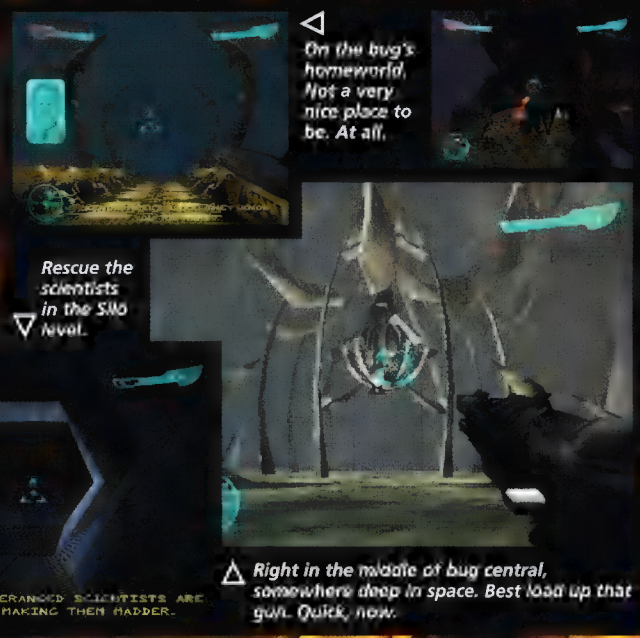 On the bug's
homeworld.
Not a very
nice place to
be. At all.
Rescue the
scientists
in the Silo
level.
SCIENTISTS ARE
MAKING THEM MADDER.
Right in the middle of bug central,
somewhere deep in space. Best load up that
gun. Quick, now.